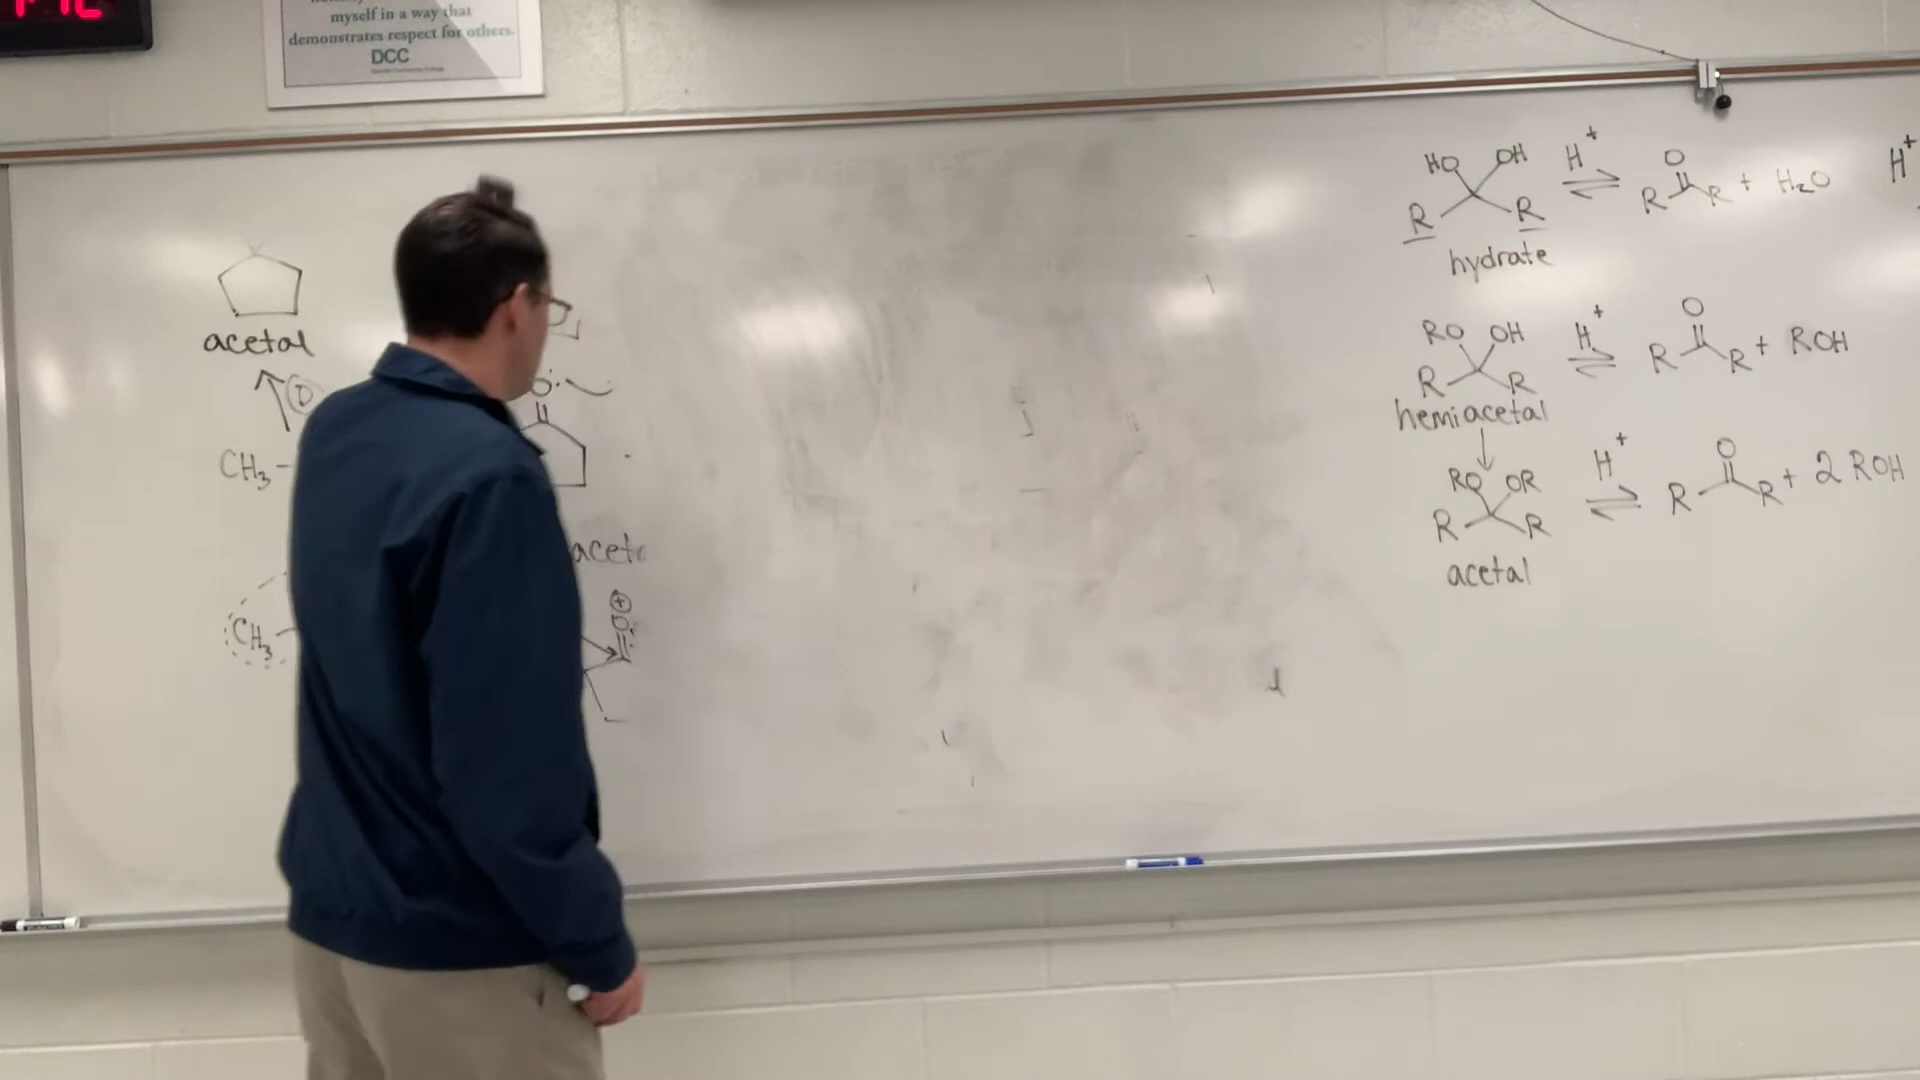 myself in a way that
demonstrates respect for others.
DCC
acetal
CH3
CH3
O
aceto
O
HO OH H+ O H+
R R ⇌ R R + H2O
hydrate
RO OH H+ O
R R ⇌ R R + ROH
hemiacetal
RO OR H+ O
R R ⇌ R R + 2 ROH
acetal